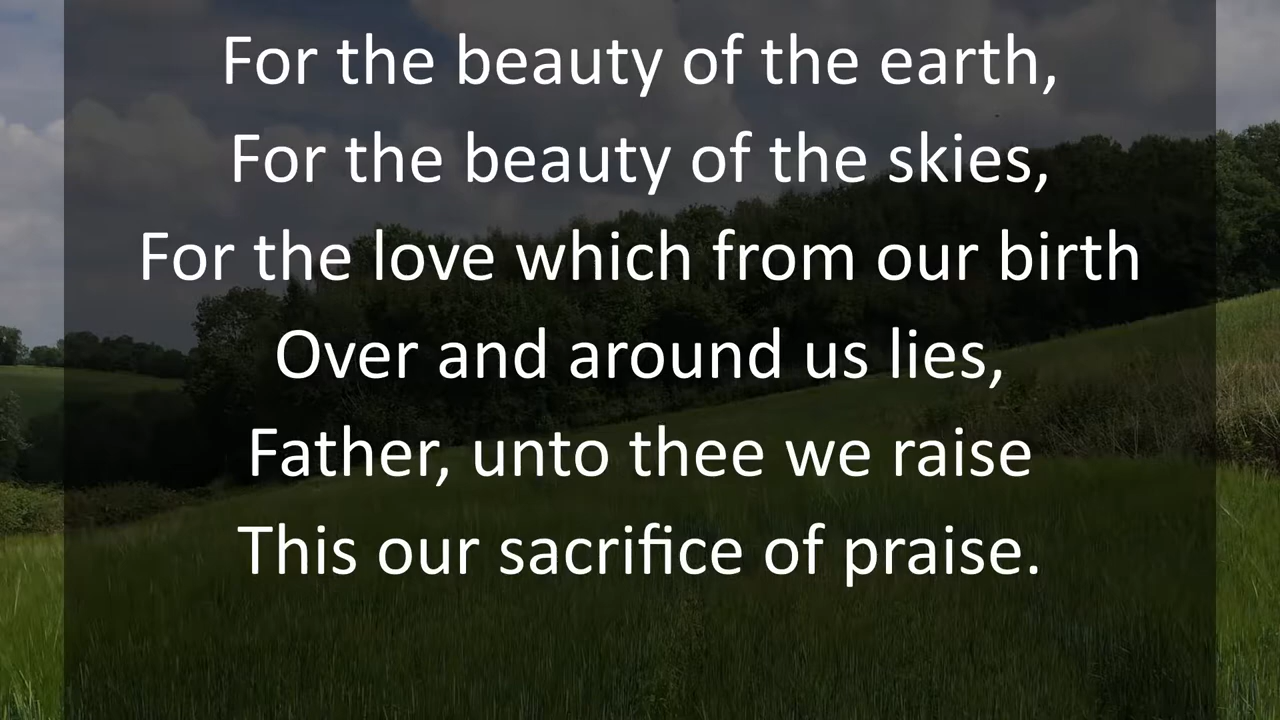 For the beauty of the earth,
For the beauty of the skies,
For the love which from our birth
Over and around us lies,
Father, unto thee we raise
This our sacrifice of praise.